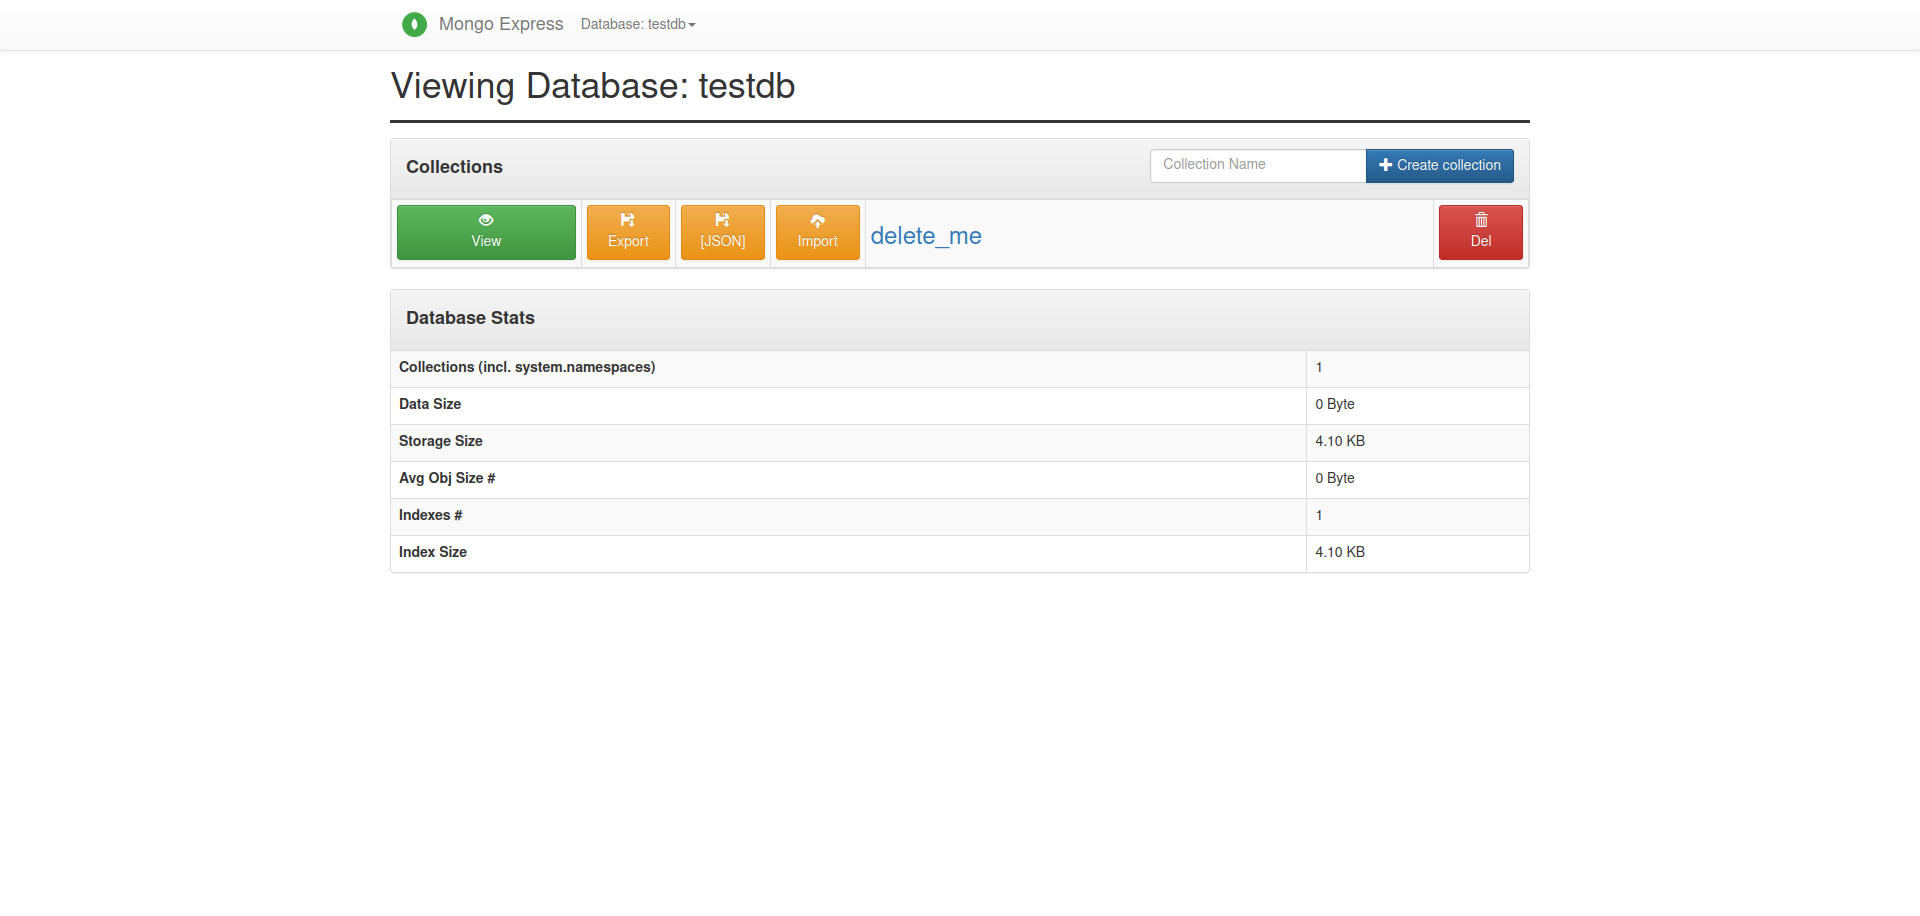 Mongo Express Database: testdb
Viewing Database: testdb
Collections
Collection Name
Create collection
View
Export
[JSON]
Import
delete_me
Del
Database Stats
Collections (incl. system.namespaces) 1
Data Size 0 Byte
Storage Size 4.10 KB
Avg Obj Size # 0 Byte
Indexes # 1
Index Size 4.10 KB